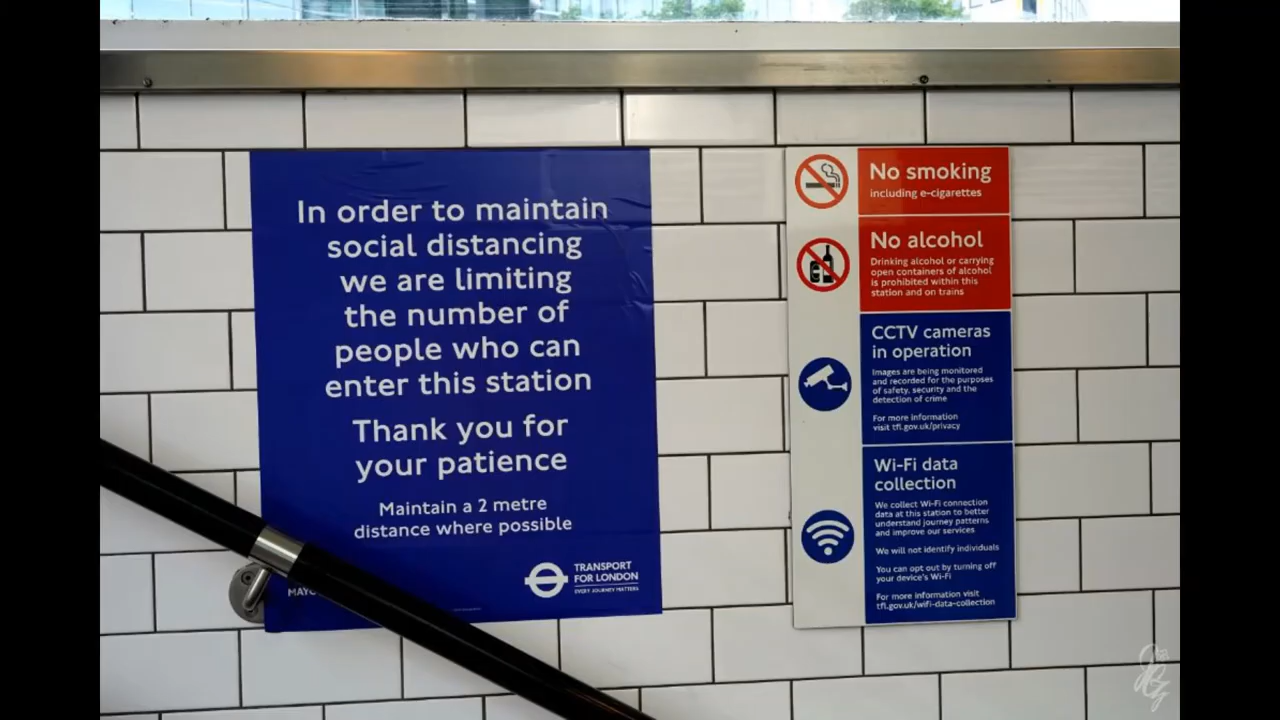 In order to maintain
social distancing
we are limiting
the number of
people who can
enter this station
Thank you for
your patience
Maintain a 2 metre
distance where possible
TRANSPORT
FOR LONDON
EVERY JOURNEY MATTERS
No smoking
including e-cigarettes
No alcohol
Drinking alcohol or carrying
open containers of alcohol
is prohibited within this
station and on trains
CCTV cameras
in operation
Images are being monitored
and recorded for the purposes
of safety, security and the
detection of crime
For more information
visit tfl.gov.uk/privacy
Wi-Fi data
collection
We collect Wi-Fi connection
data at this station to better
understand journey patterns
and improve our services
We will not identify individuals
You can opt out by turning off
your device's Wi-Fi
For more information visit
tfl.gov.uk/wifi-data-collection